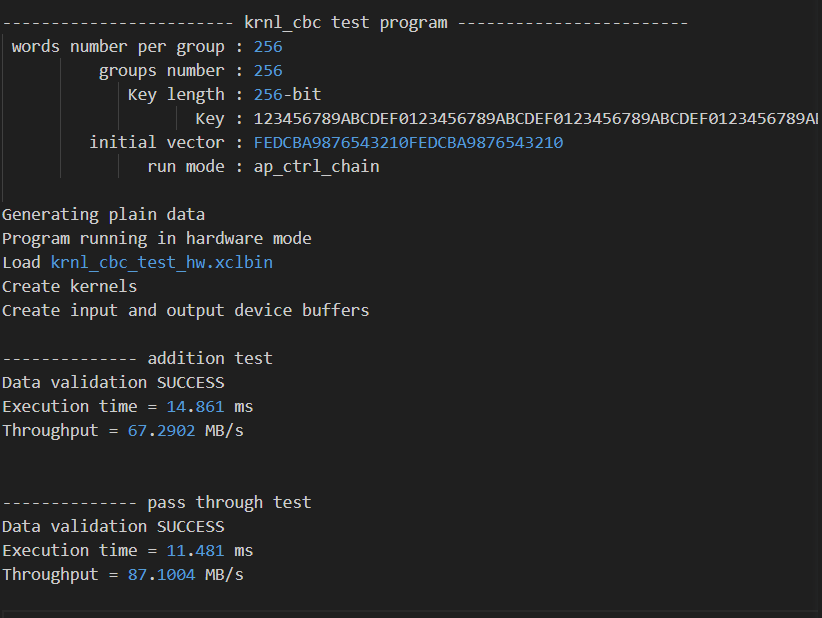 ------------------------ krnl_cbc test program ------------------------
words number per group : 256
groups number : 256
Key length : 256-bit
Key : 123456789ABCDEF0123456789ABCDEF0123456789ABCDEF0123456789AB
initial vector : FEDCBA9876543210FEDCBA9876543210
run mode : ap_ctrl_chain
Generating plain data
Program running in hardware mode
Load krnl_cbc_test_hw.xclbin
Create kernels
Create input and output device buffers
-------------- addition test
Data validation SUCCESS
Execution time = 14.861 ms
Throughput = 67.2902 MB/s
-------------- pass through test
Data validation SUCCESS
Execution time = 11.481 ms
Throughput = 87.1004 MB/s